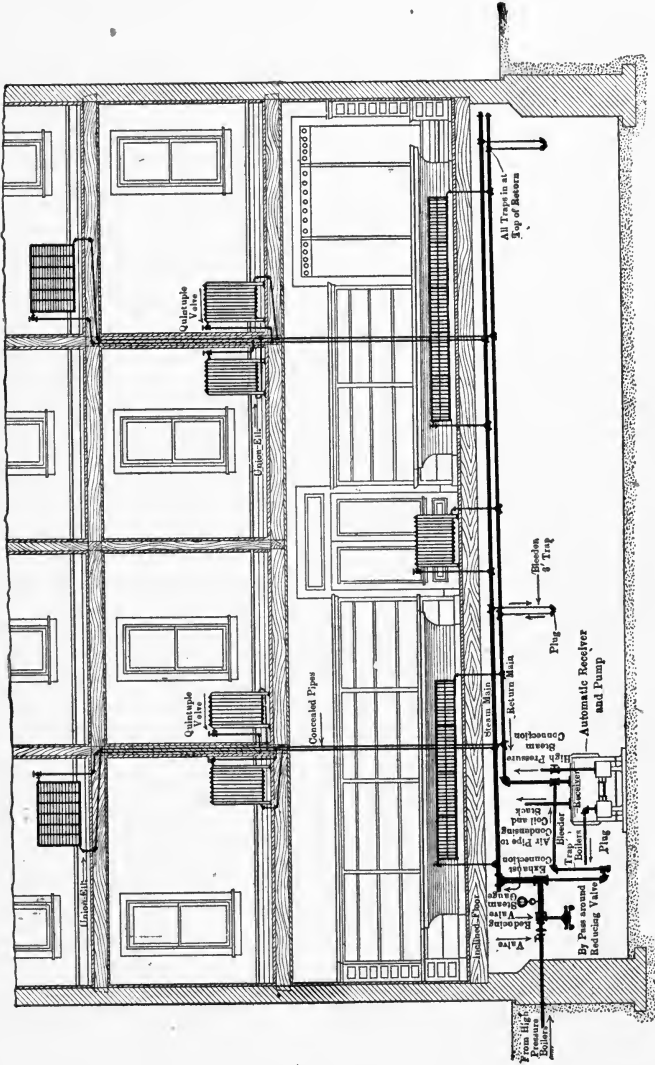 Quintuple
Valve
Union-Ell.
All Traps in at
Top of Return
Bleeder
6' Trap
Plug
Quintuple
Valve
Concealed Pipes
Union-Ell.
Steam Main
Return Main
High Pressure
Steam
Connection
Automatic Receiver
and Pump
Receiver
Air Pipe to
Condensing
Coil and
Stack
Bleeder
Trap
Boilers
Plug
Exhaust
Connection
Steam
Gauge
Reducing
Valve
Valve
By Pass around
Reducing Valve
Inclined Floor
From High
Pressure
Boilers